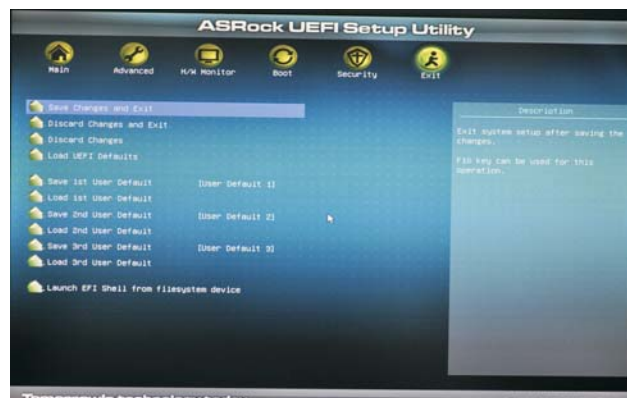 ASRock UEFI Setup Utility
Main Advanced H/W Monitor Boot Security Exit
Save Changes and Exit
Discard Changes and Exit
Discard Changes
Load UEFI Defaults
Save 1st User Default [User Default 1]
Load 1st User Default
Save 2nd User Default [User Default 2]
Load 2nd User Default
Save 3rd User Default [User Default 3]
Load 3rd User Default
Launch EFI Shell from filesystem device
Description
Exit system setup after saving the
changes.
F10 key can be used for this
operation.